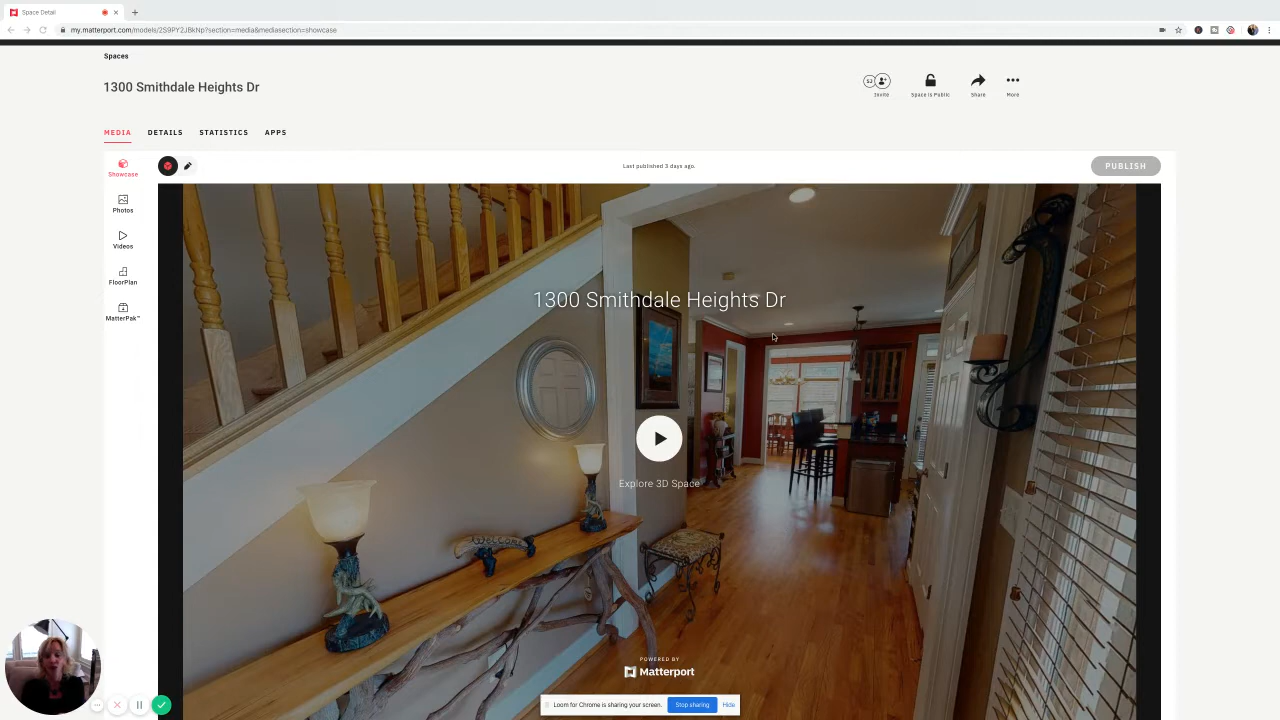 Space Detail
my.matterport.com/models/2S9PY2JBkNp?section=media&mediasection=showcase
Spaces
1300 Smithdale Heights Dr
SJ
Invite
Space is Public
Share
More
MEDIA
DETAILS
STATISTICS
APPS
Showcase
Last published 3 days ago.
PUBLISH
Photos
Videos
FloorPlan
MatterPak™
1300 Smithdale Heights Dr
Explore 3D Space
POWERED BY
Matterport
Loom for Chrome is sharing your screen.
Stop sharing
Hide